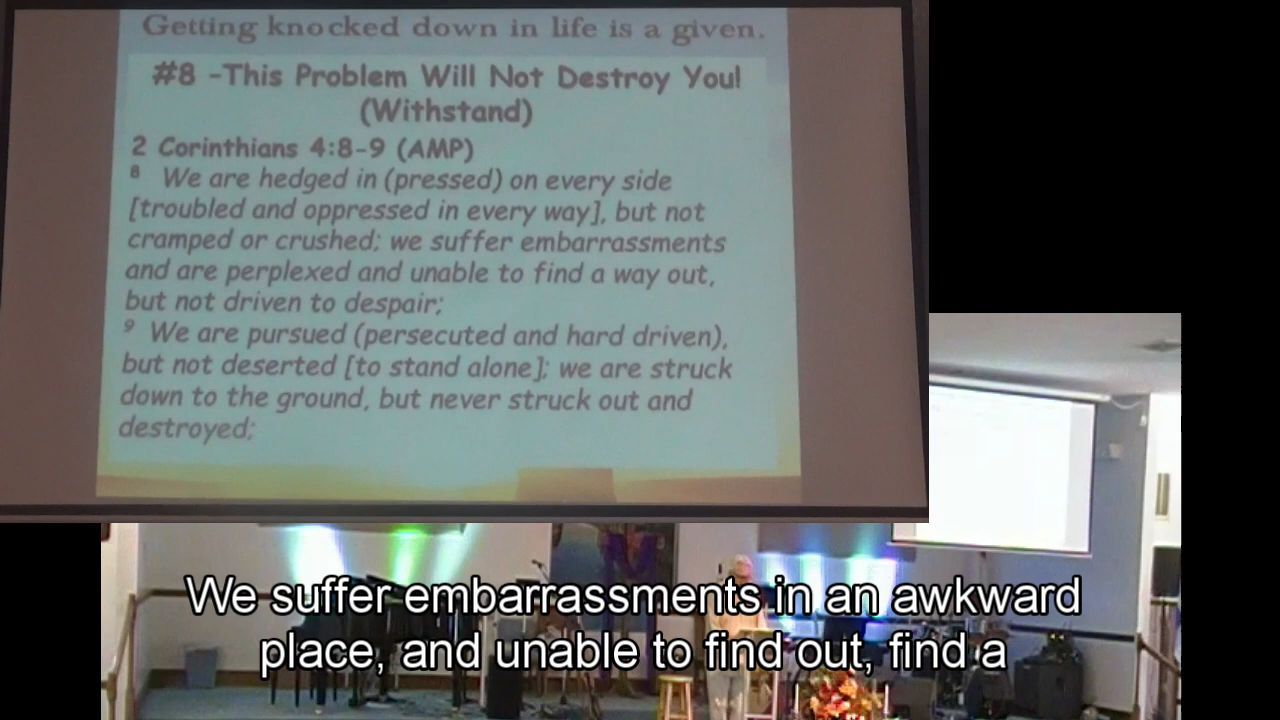 Getting knocked down in life is a given.
#8 -This Problem Will Not Destroy You!
(Withstand)
2 Corinthians 4:8-9 (AMP)
8 We are hedged in (pressed) on every side
[troubled and oppressed in every way], but not
cramped or crushed; we suffer embarrassments
and are perplexed and unable to find a way out,
but not driven to despair;
9 We are pursued (persecuted and hard driven),
but not deserted [to stand alone]; we are struck
down to the ground, but never struck out and
destroyed;
We suffer embarrassments in an awkward
place, and unable to find out, find a